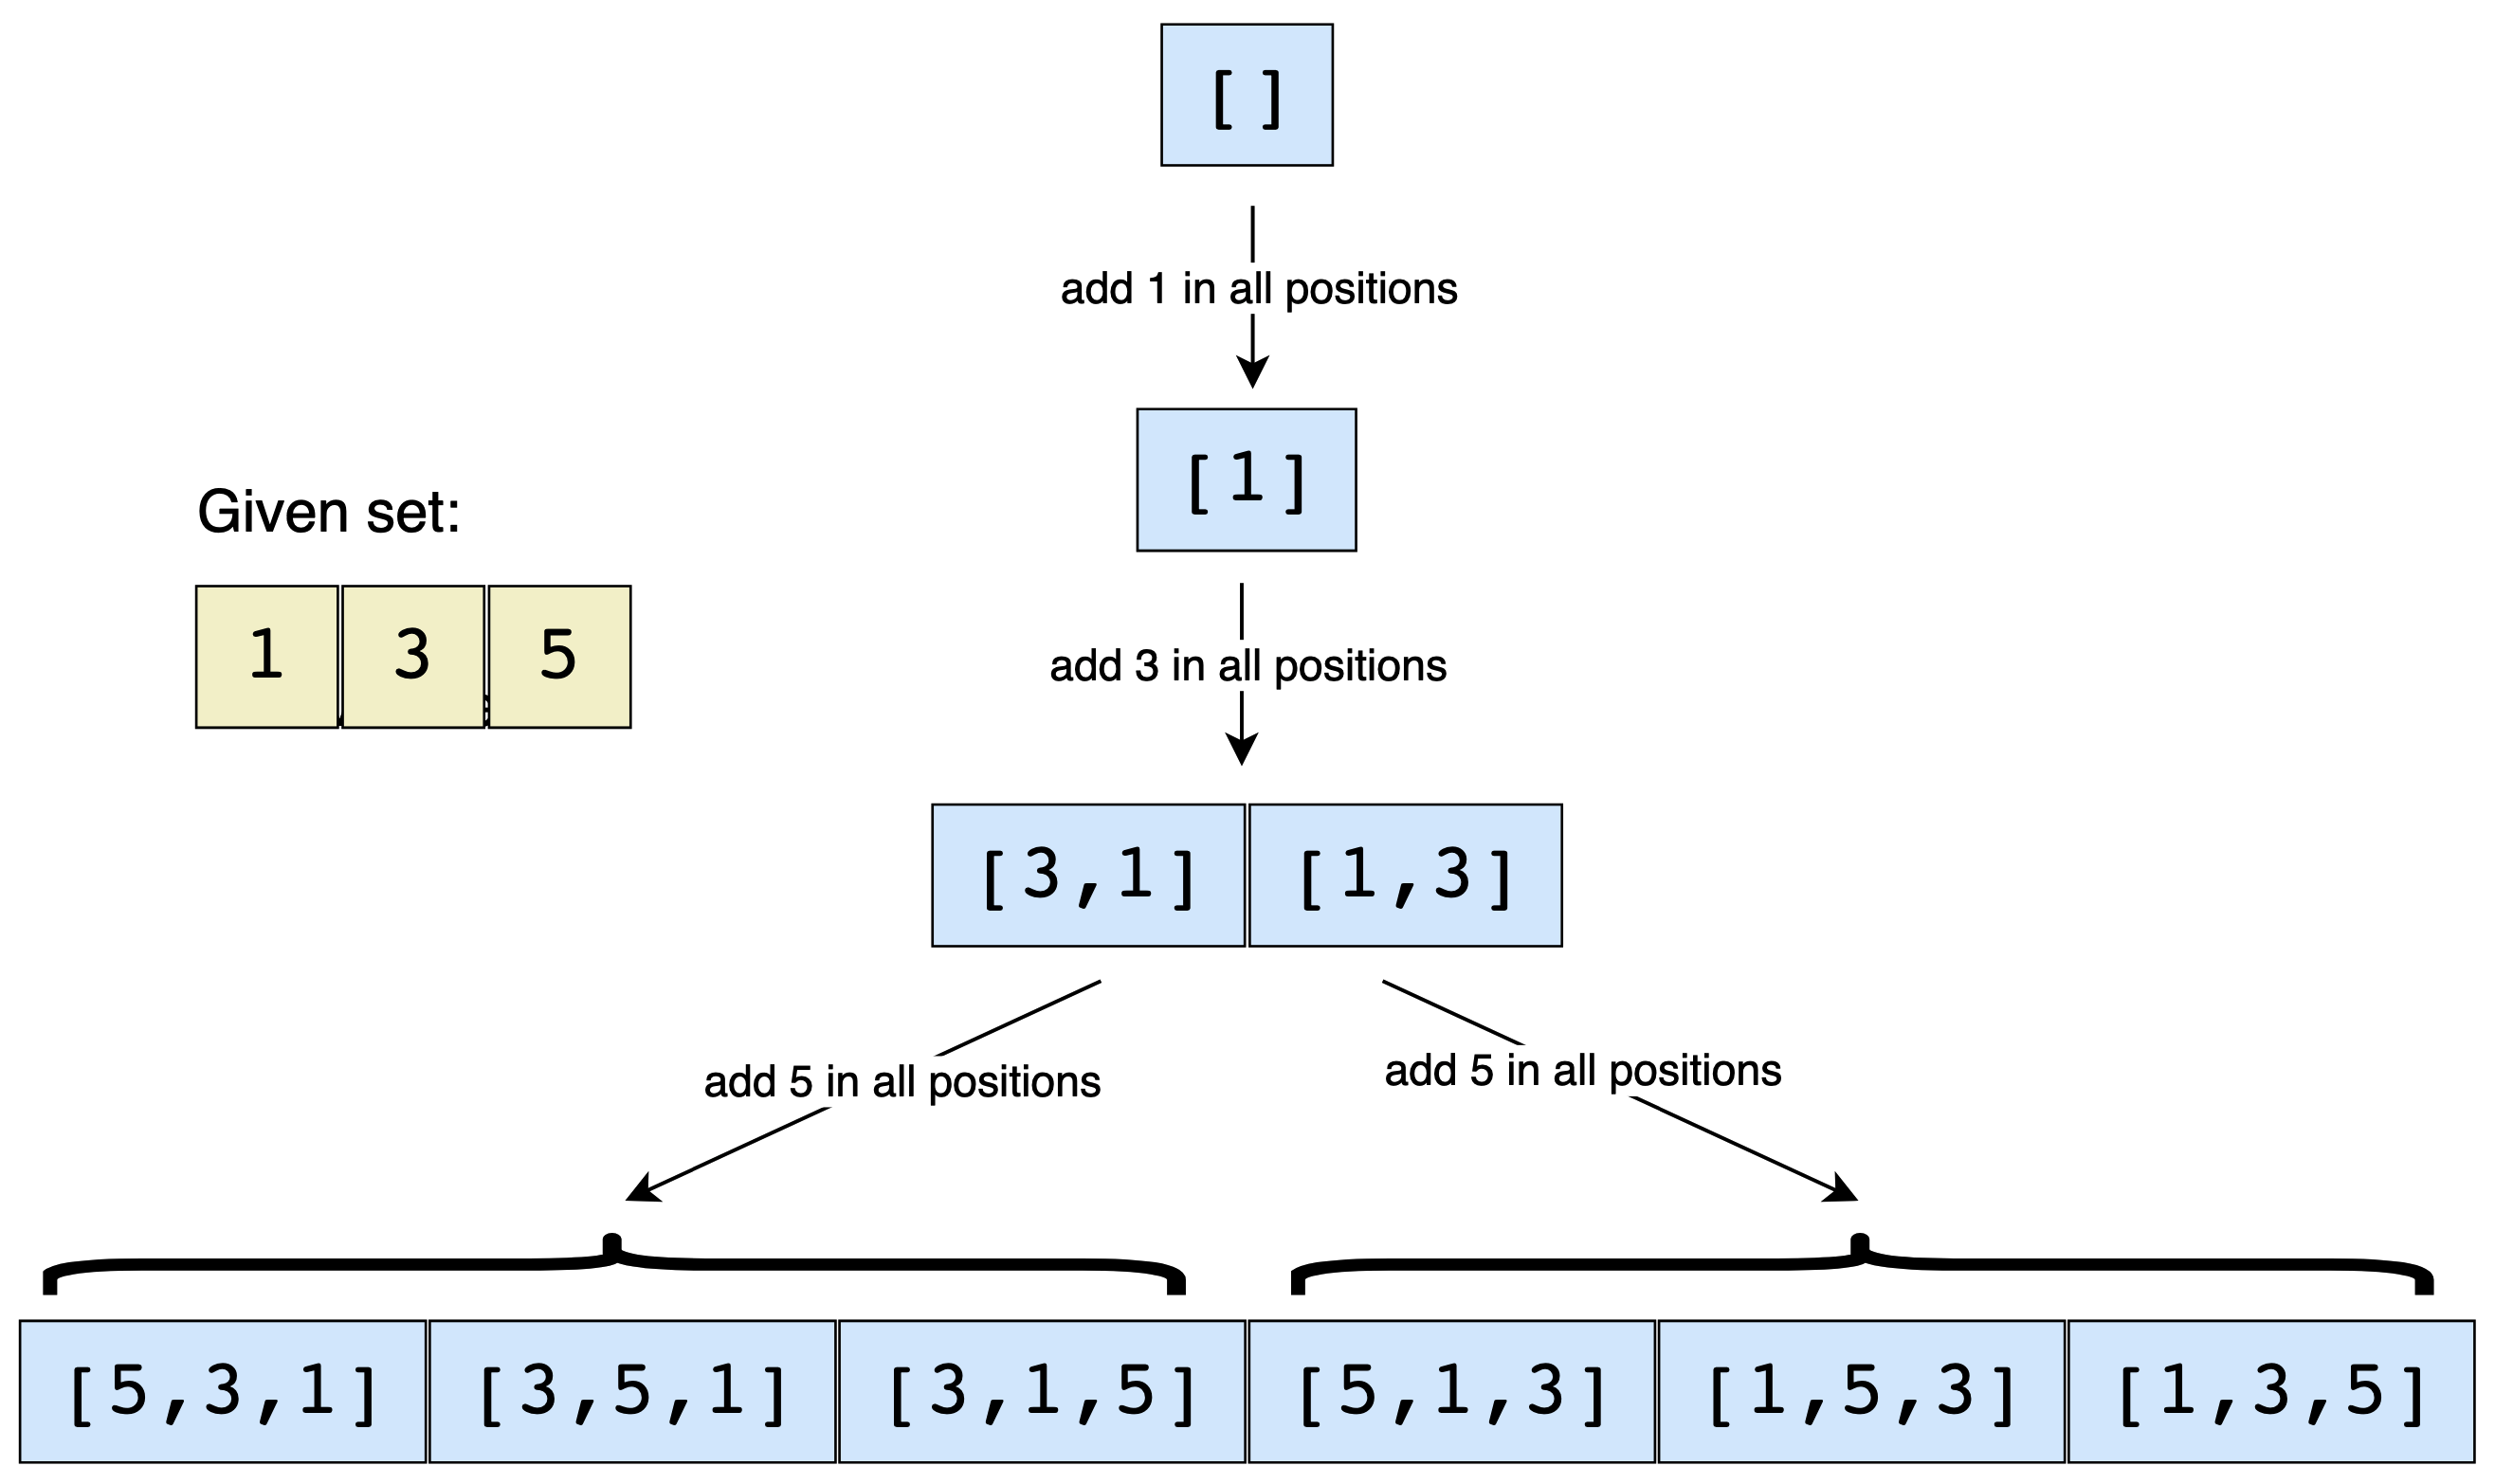 []
add 1 in all positions
[1]
Given set:
1 3 5
add 3 in all positions
[3,1] [1,3]
add 5 in all positions
add 5 in all positions
[5,3,1] [3,5,1] [3,1,5] [5,1,3] [1,5,3] [1,3,5]